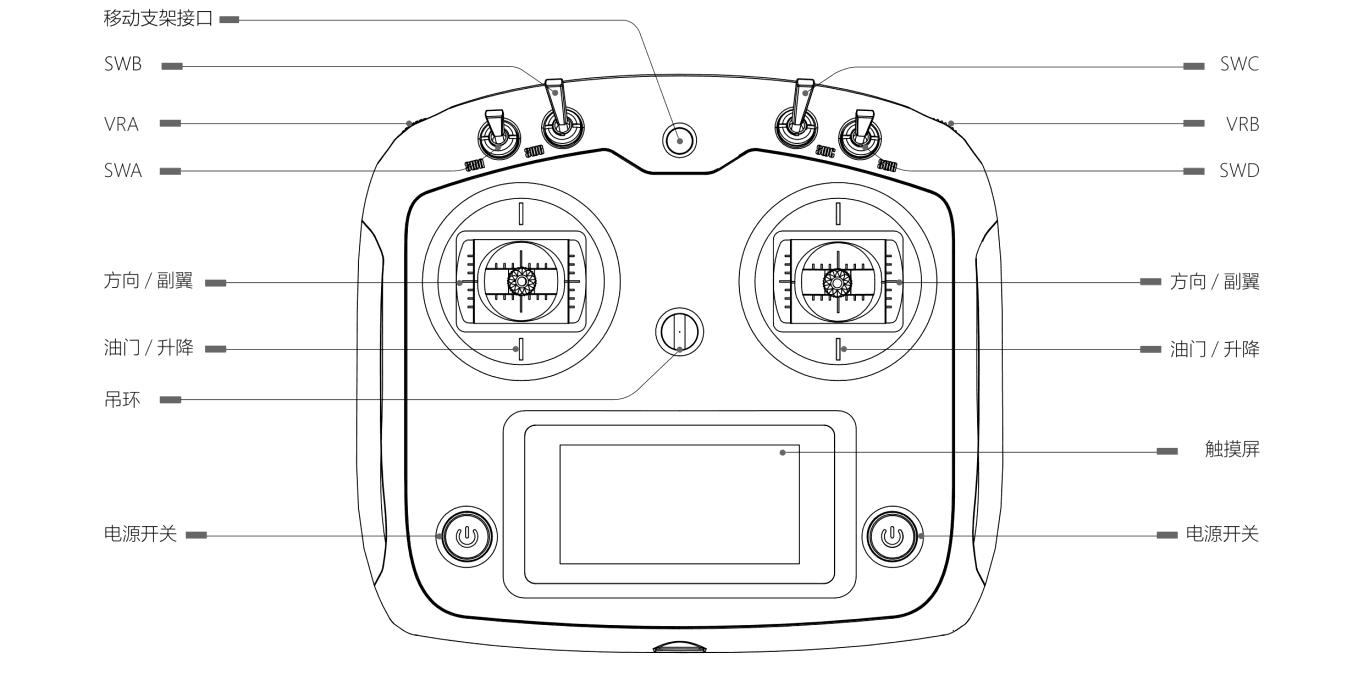 移动支架接口
SWB
SWC
VRA
VRB
SWA
SWD
方向 / 副翼
方向 / 副翼
油门 / 升降
油门 / 升降
吊环
触摸屏
电源开关
电源开关